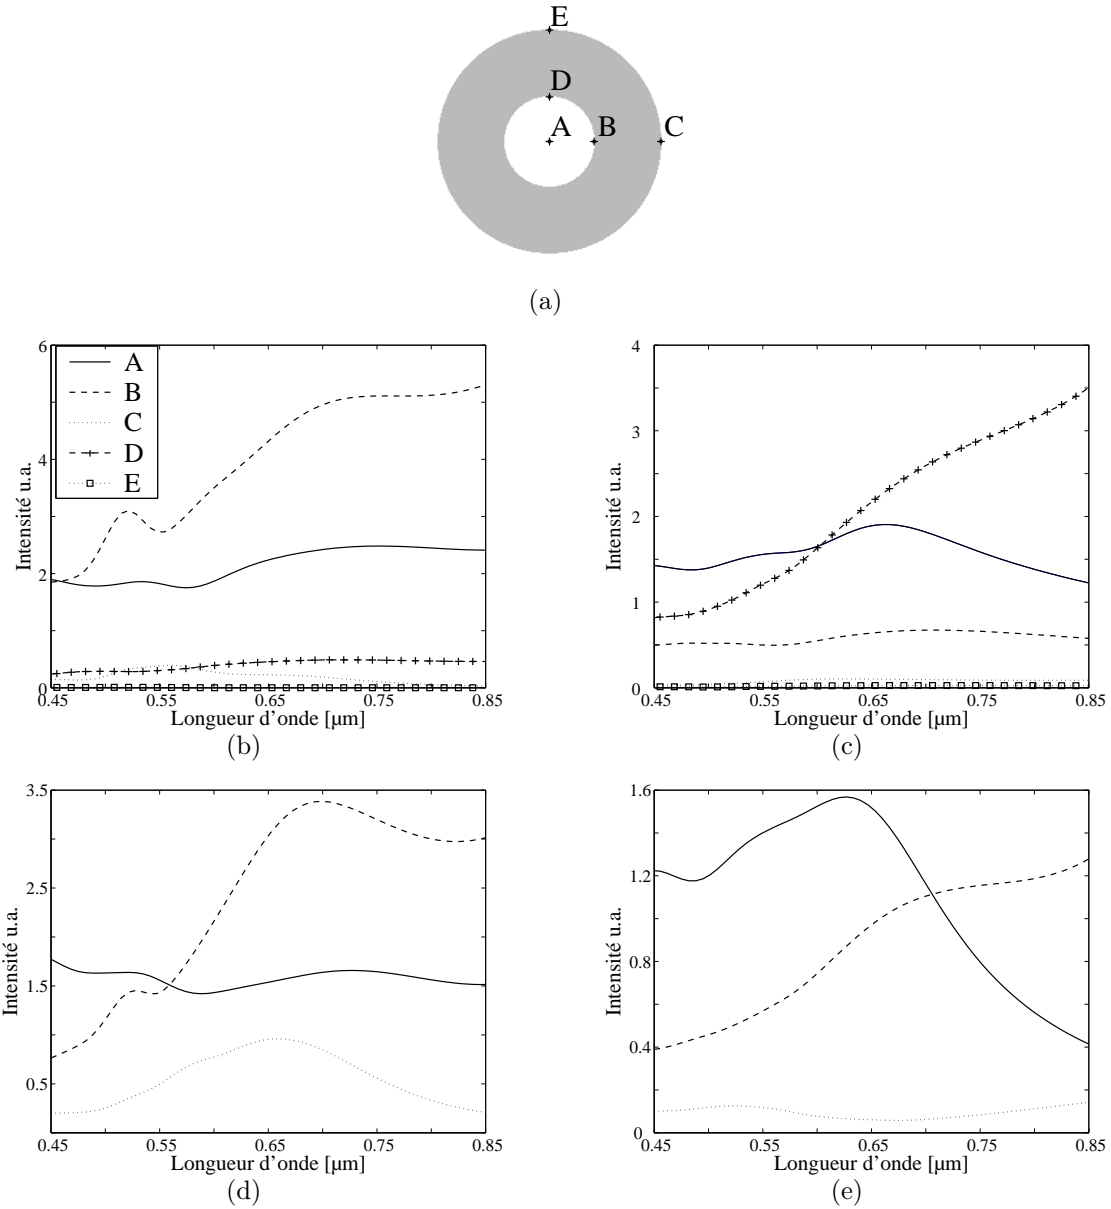 E
D
A
B
C
(a)
6
4
2
0
0.45
0.55
0.65
0.75
0.85
Intensité u.a.
Longueur d'onde [µm]
A
B
C
D
E
(b)
4
3
2
1
0
0.45
0.55
0.65
0.75
0.85
Intensité u.a.
Longueur d'onde [µm]
(c)
3.5
2.5
1.5
0.5
0.45
0.55
0.65
0.75
0.85
Intensité u.a.
Longueur d'onde [µm]
(d)
1.6
1.2
0.8
0.4
0
0.45
0.55
0.65
0.75
0.85
Intensité u.a.
Longueur d'onde [µm]
(e)